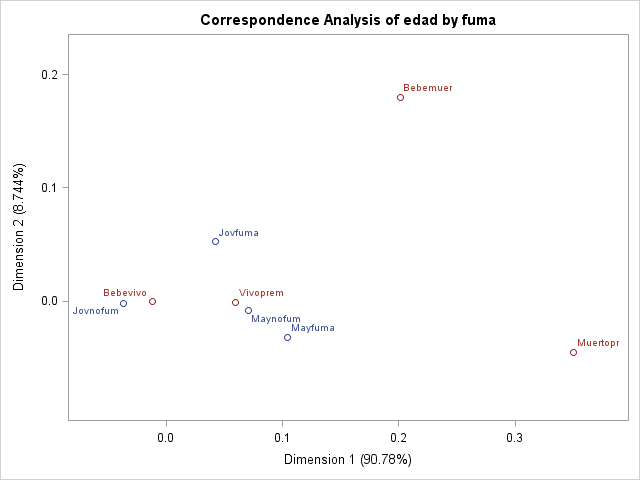 Correspondence Analysis of edad by fuma
0.2
Bebemuer
0.1
Jovfuma
Bebevivo
Vivoprem
0.0
Jovnofum
Maynofum
Mayfuma
Muertopr
Dimension 2 (8.744%)
0.0
0.1
0.2
0.3
Dimension 1 (90.78%)